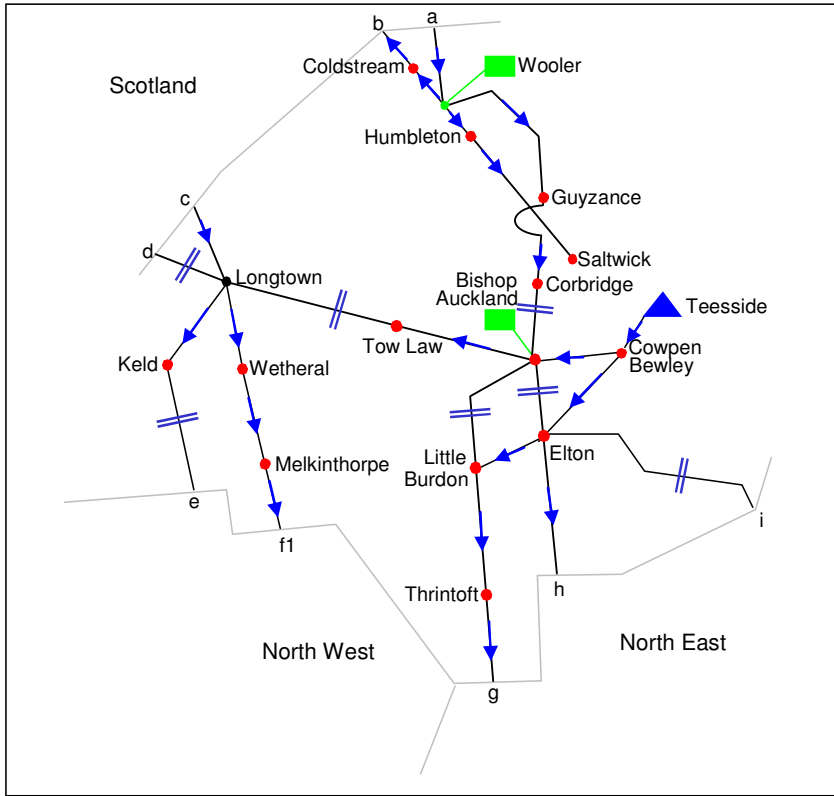 b
a
Scotland
Coldstream
Wooler
Humbleton
Guyzance
c
d
Saltwick
Longtown
Bishop
Auckland
Corbridge
Teesside
Tow Law
Keld
Wetheral
Cowpen
Bewley
Melkinthorpe
Little
Burdon
Elton
e
i
f1
h
Thrintoft
North West
North East
g